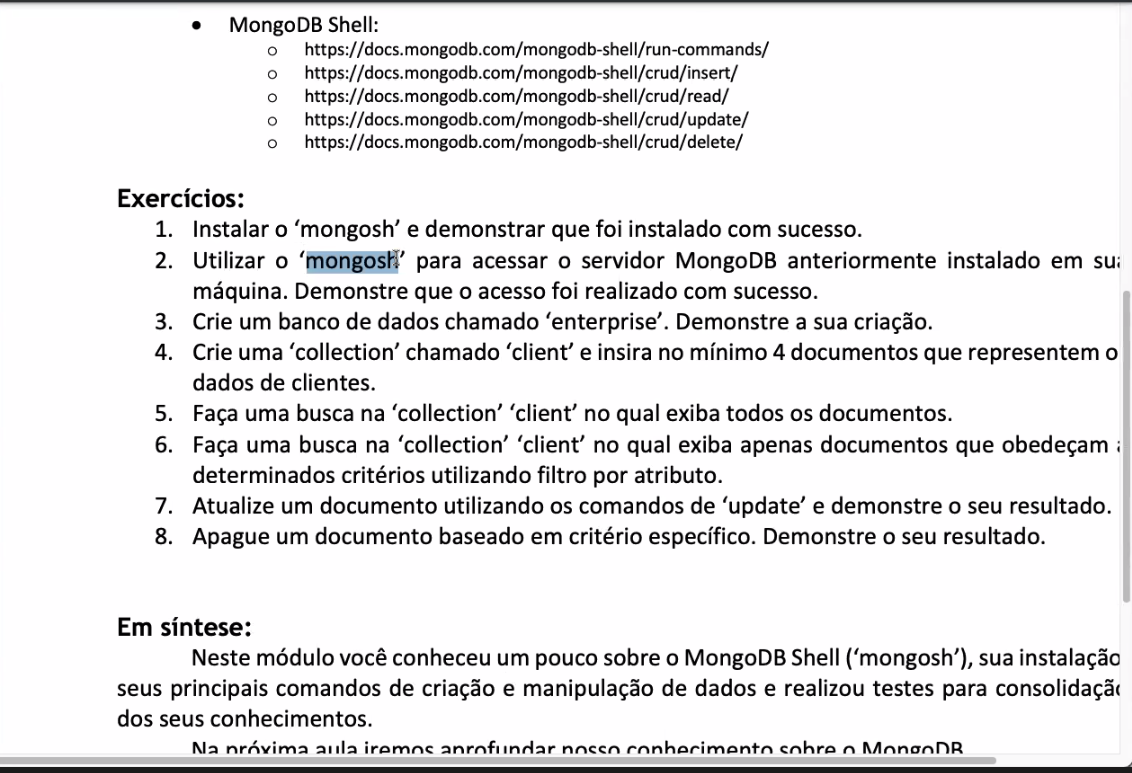 • MongoDB Shell:
o https://docs.mongodb.com/mongodb-shell/run-commands/
o https://docs.mongodb.com/mongodb-shell/crud/insert/
o https://docs.mongodb.com/mongodb-shell/crud/read/
o https://docs.mongodb.com/mongodb-shell/crud/update/
o https://docs.mongodb.com/mongodb-shell/crud/delete/
Exercícios:
1. Instalar o ‘mongosh’ e demonstrar que foi instalado com sucesso.
2. Utilizar o ‘mongosh’ para acessar o servidor MongoDB anteriormente instalado em
máquina. Demonstre que o acesso foi realizado com sucesso.
3. Crie um banco de dados chamado ‘enterprise’. Demonstre a sua criação.
4. Crie uma ‘collection’ chamado ‘client’ e insira no mínimo 4 documentos que representem
dados de clientes.
5. Faça uma busca na ‘collection’ ‘client’ no qual exiba todos os documentos.
6. Faça uma busca na ‘collection’ ‘client’ no qual exiba apenas documentos que obedeçam
determinados critérios utilizando filtro por atributo.
7. Atualize um documento utilizando os comandos de ‘update’ e demonstre o seu resultado.
8. Apague um documento baseado em critério específico. Demonstre o seu resultado.
Em síntese:
Neste módulo você conheceu um pouco sobre o MongoDB Shell (‘mongosh’), sua instalação
seus principais comandos de criação e manipulação de dados e realizou testes para
dos seus conhecimentos.
Na próxima aula iremos aprofundar nosso conhecimento sobre o MongoDB